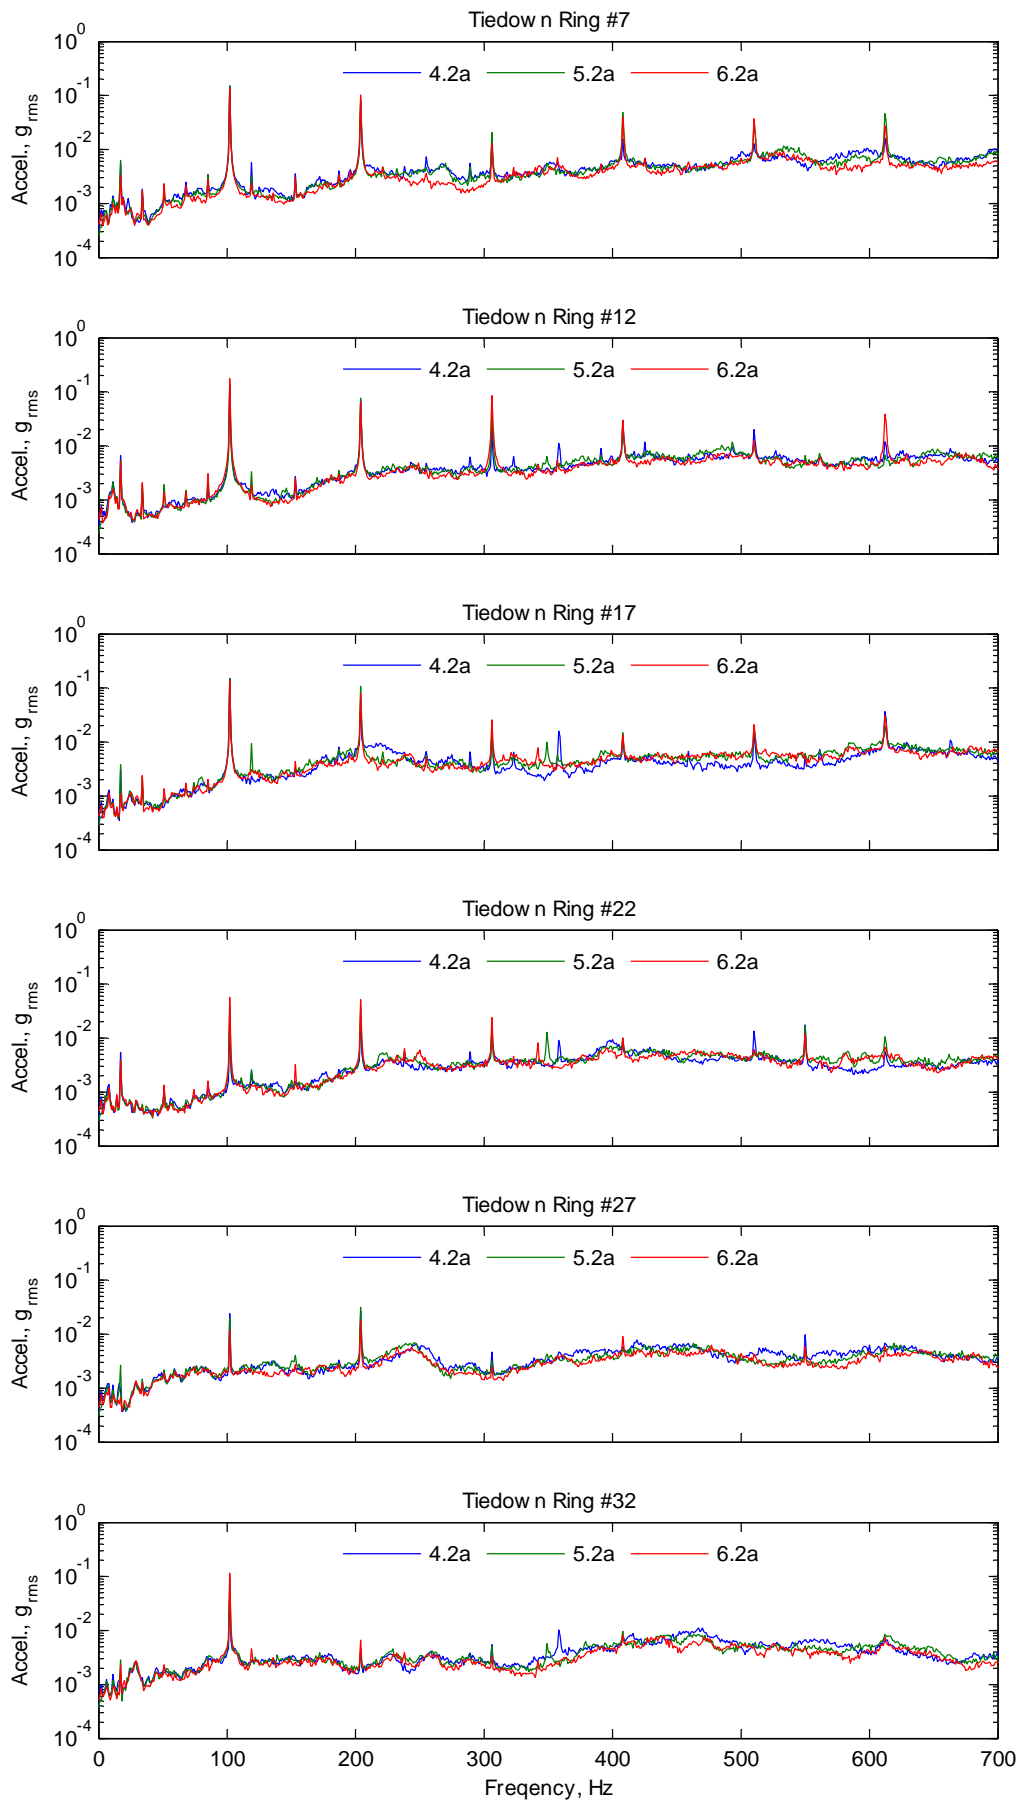 Tiedow n Ring #7
Accel., g rms
10^0
10^-1
10^-2
10^-3
10^-4
4.2a 5.2a 6.2a
Tiedow n Ring #12
Accel., g rms
10^0
10^-1
10^-2
10^-3
10^-4
4.2a 5.2a 6.2a
Tiedow n Ring #17
Accel., g rms
10^0
10^-1
10^-2
10^-3
10^-4
4.2a 5.2a 6.2a
Tiedow n Ring #22
Accel., g rms
10^0
10^-1
10^-2
10^-3
10^-4
4.2a 5.2a 6.2a
Tiedow n Ring #27
Accel., g rms
10^0
10^-1
10^-2
10^-3
10^-4
4.2a 5.2a 6.2a
Tiedow n Ring #32
Accel., g rms
10^0
10^-1
10^-2
10^-3
10^-4
4.2a 5.2a 6.2a
0 100 200 300 400 500 600 700
Freqency, Hz